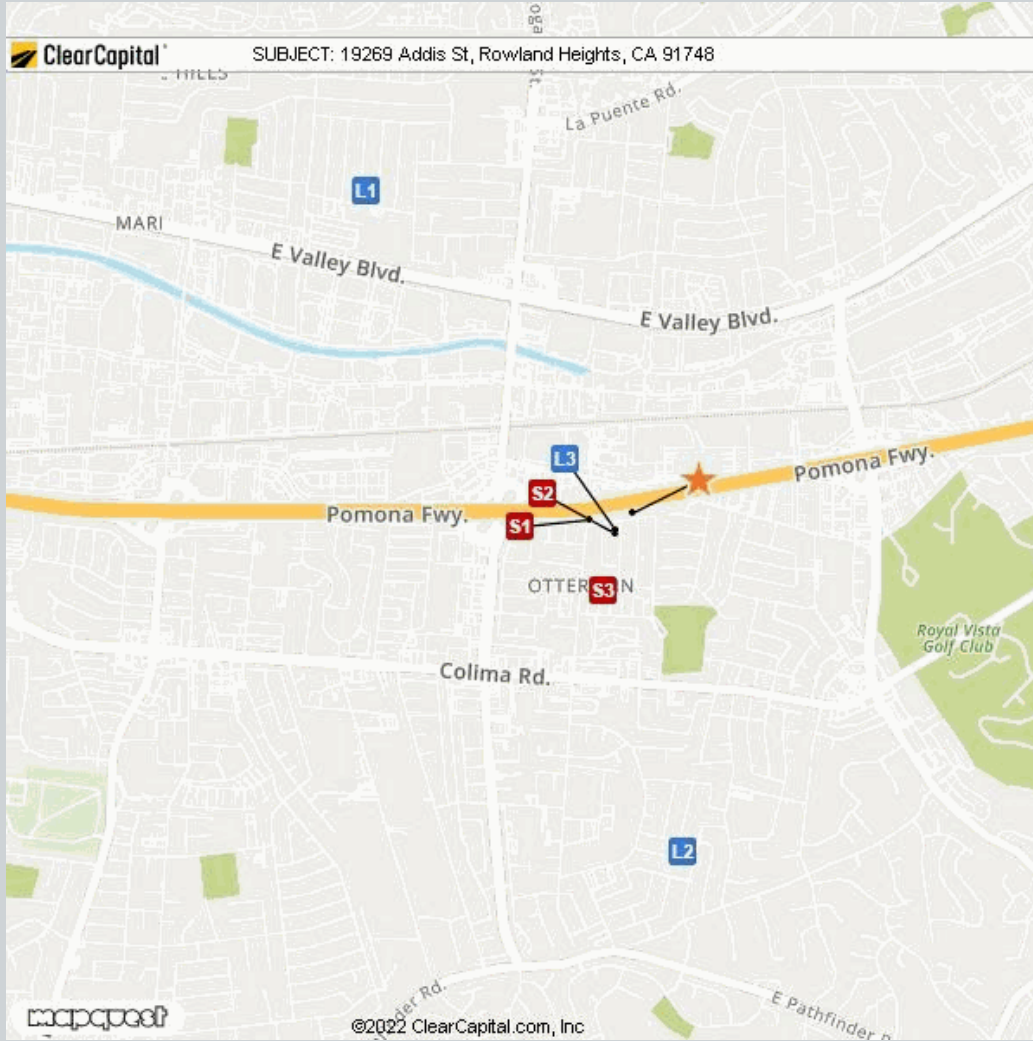 ClearCapital
SUBJECT: 19269 Addis St, Rowland Heights, CA 91748
La Puente Rd.
L1
MARI
E Valley Blvd.
E Valley Blvd.
L3
S2
S1
Pomona Fwy.
Pomona Fwy.
S3
Royal Vista
Golf Club
Colima Rd.
L2
mapquest
©2022 ClearCapital.com, Inc